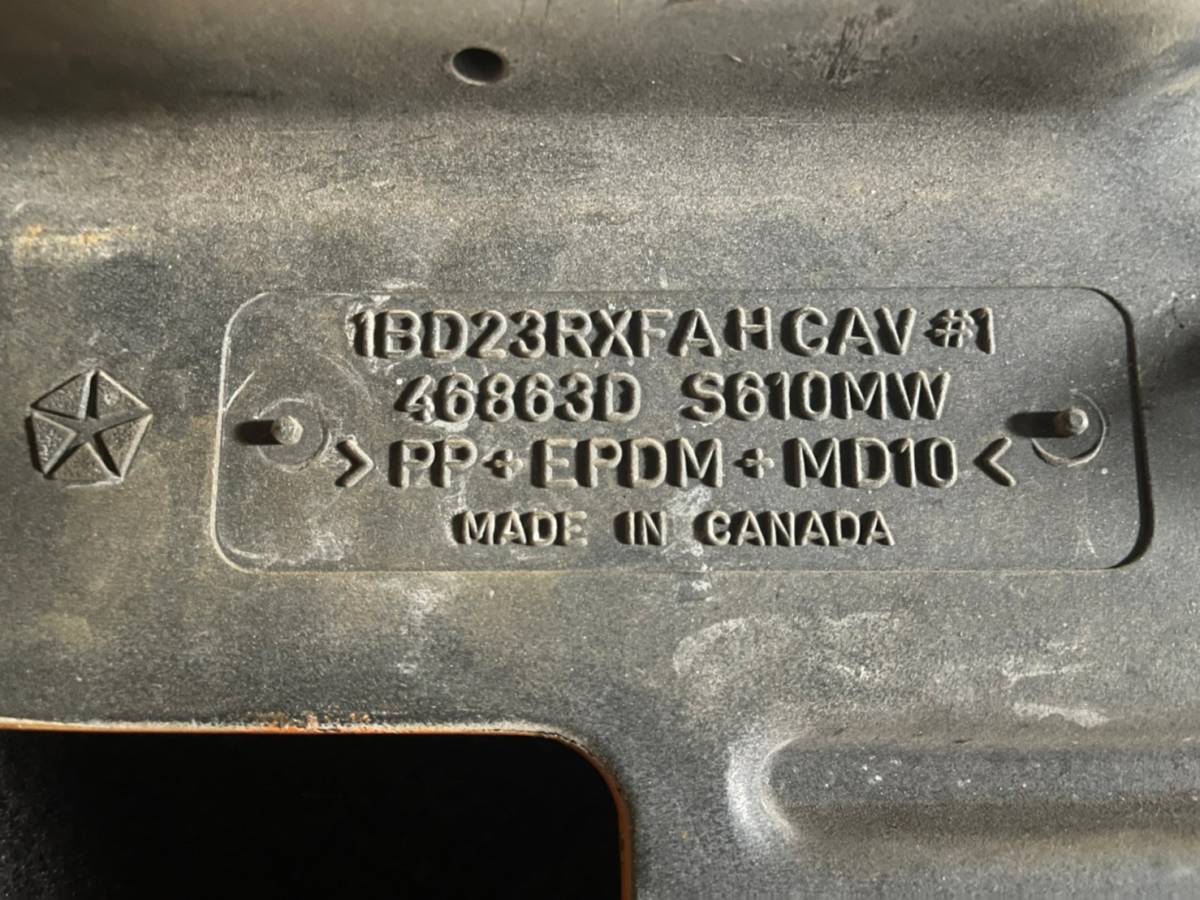 1BD23RXFAHCAV#1
46863D S610MW
>PP+EPDM+MD10<
MADE IN CANADA